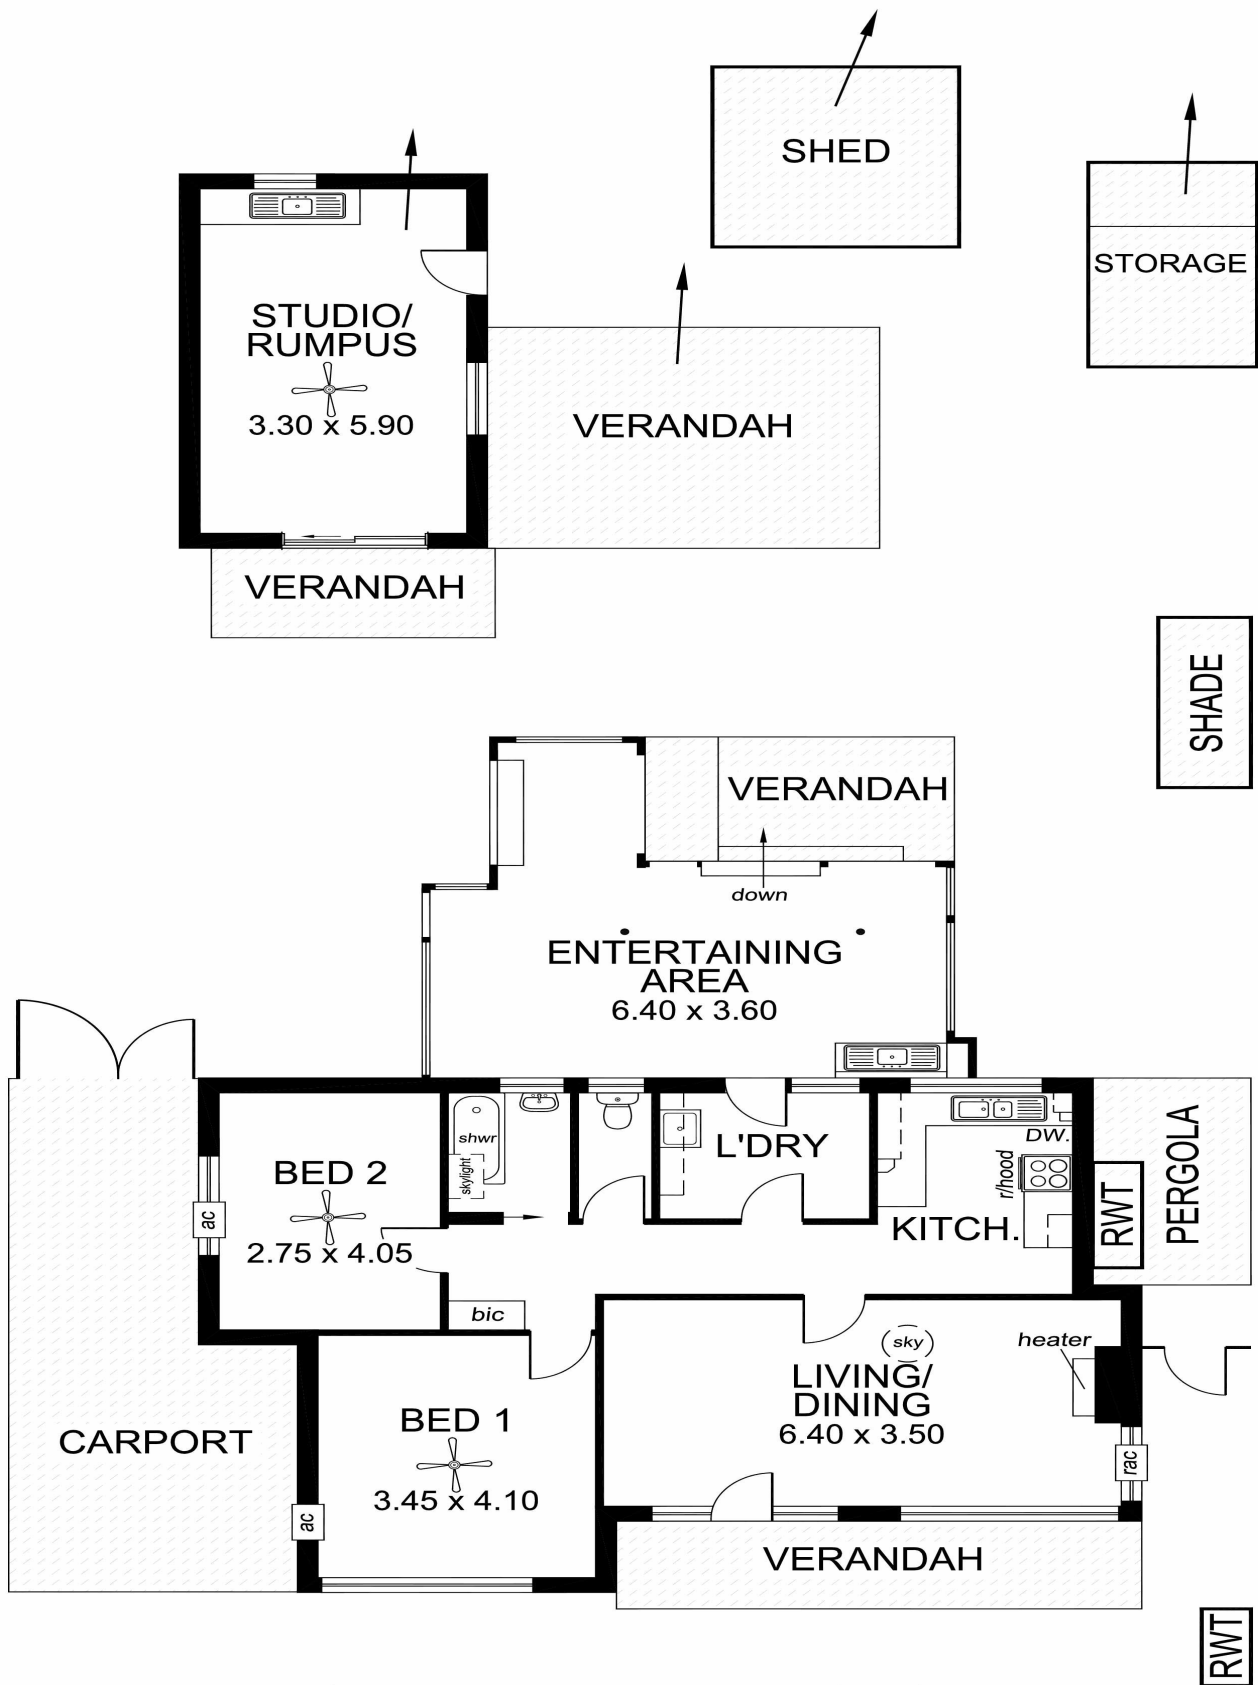 SHED
STORAGE
STUDIO/
RUMPUS
3.30 x 5.90
VERANDAH
VERANDAH
SHADE
VERANDAH
down
ENTERTAINING
AREA
6.40 x 3.60
BED 2
2.75 x 4.05
ac
shwr
skylight
L'DRY
DW.
r/hood
KITCH.
RWT
PERGOLA
bic
sky
heater
LIVING/
DINING
6.40 x 3.50
rac
CARPORT
BED 1
3.45 x 4.10
ac
VERANDAH
RWT